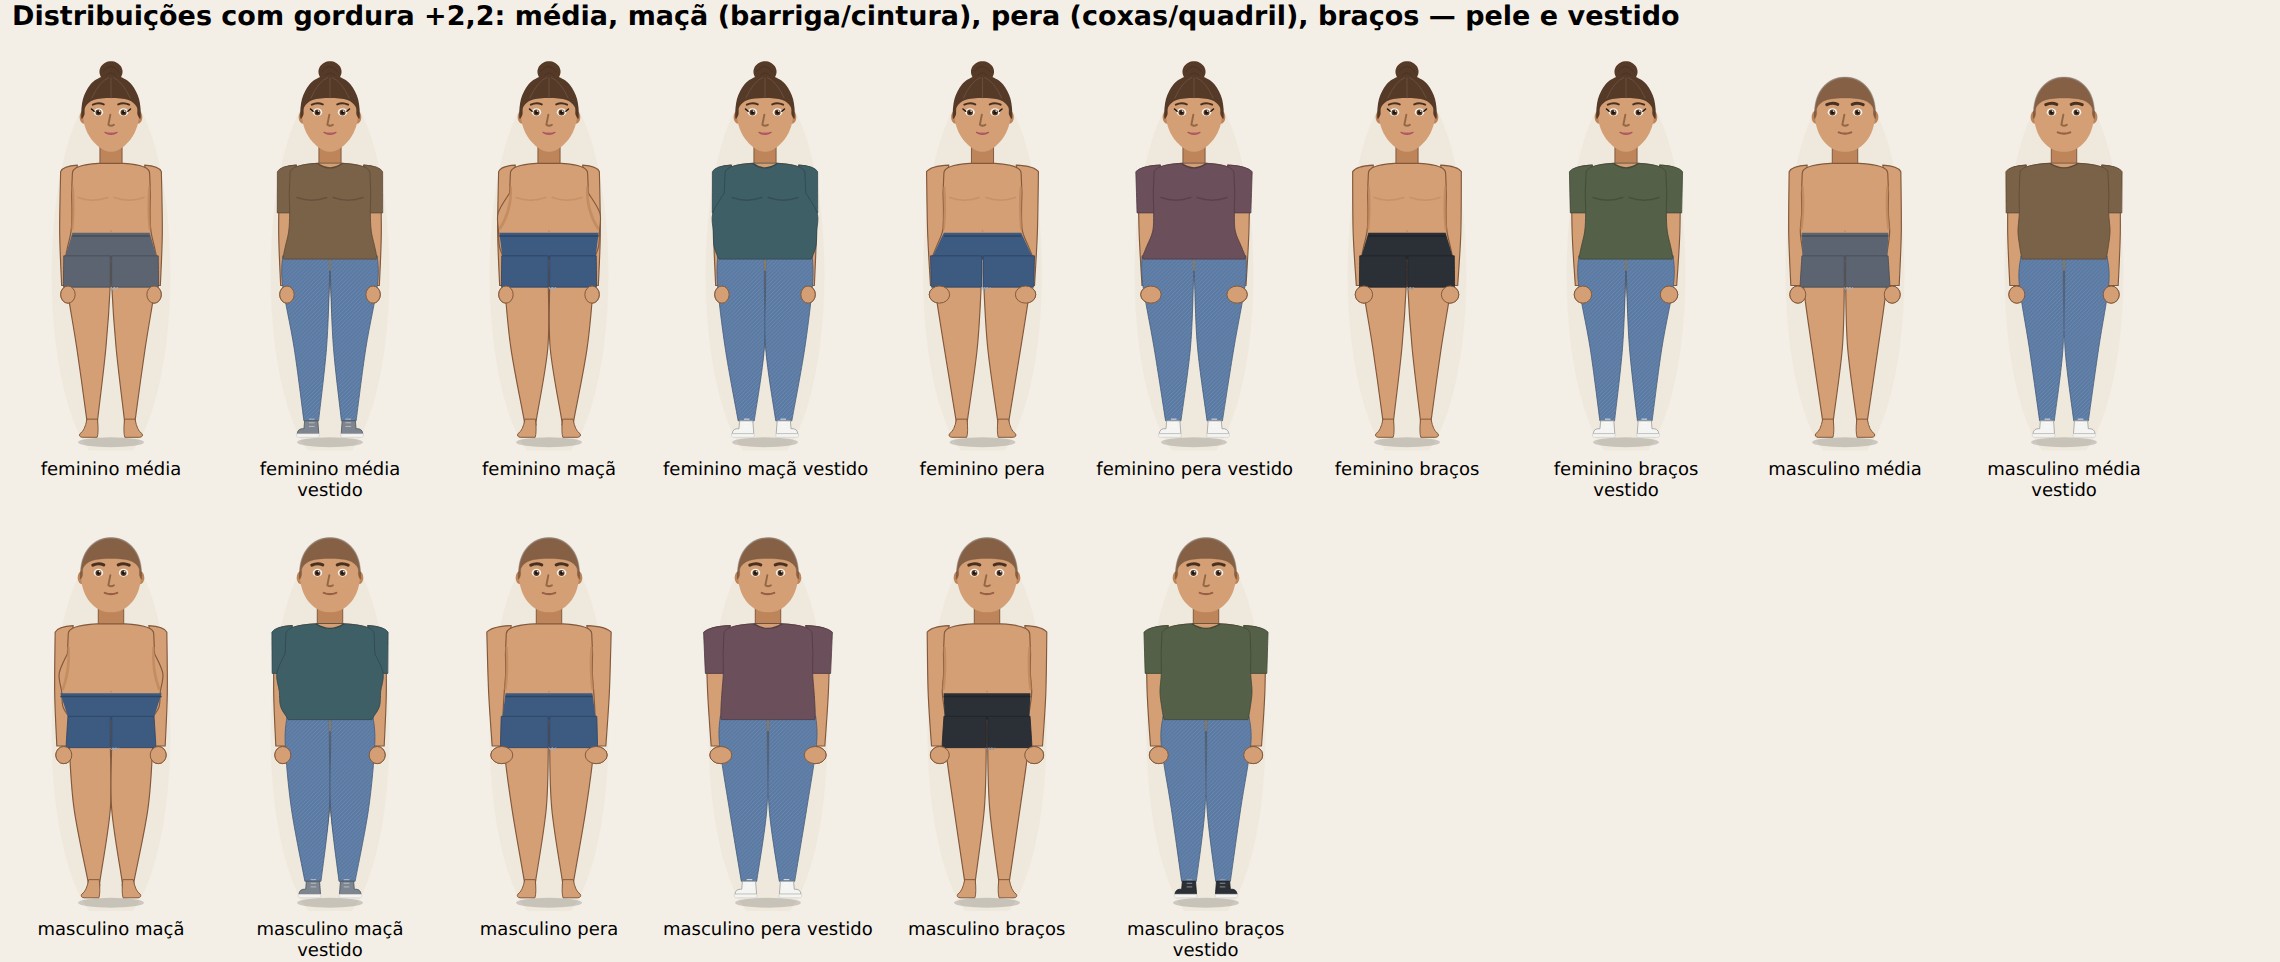 Distribuições com gordura +2,2: média, maçã (barriga/cintura), pera (coxas/quadril), braços — pele e vestido
feminino média
feminino média
vestido
feminino maçã
feminino maçã vestido
feminino pera
feminino pera vestido
feminino braços
feminino braços
vestido
masculino média
masculino média
vestido
masculino maçã
masculino maçã
vestido
masculino pera
masculino pera vestido
masculino braços
masculino braços
vestido